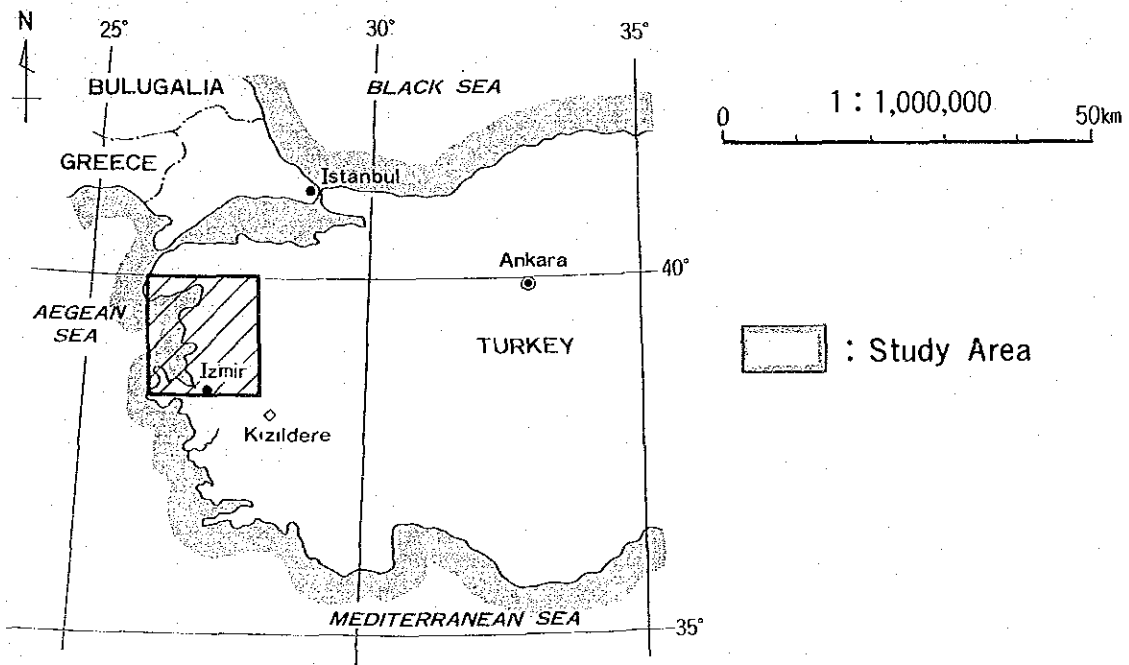 N
25°
30°
35°
BULUGALIA
BLACK SEA
1 : 1,000,000
0
50km
GREECE
Istanbul
Ankara
40°
AEGEAN
SEA
TURKEY
: Study Area
Izmir
Kızıldere
MEDITERRANEAN SEA
35°